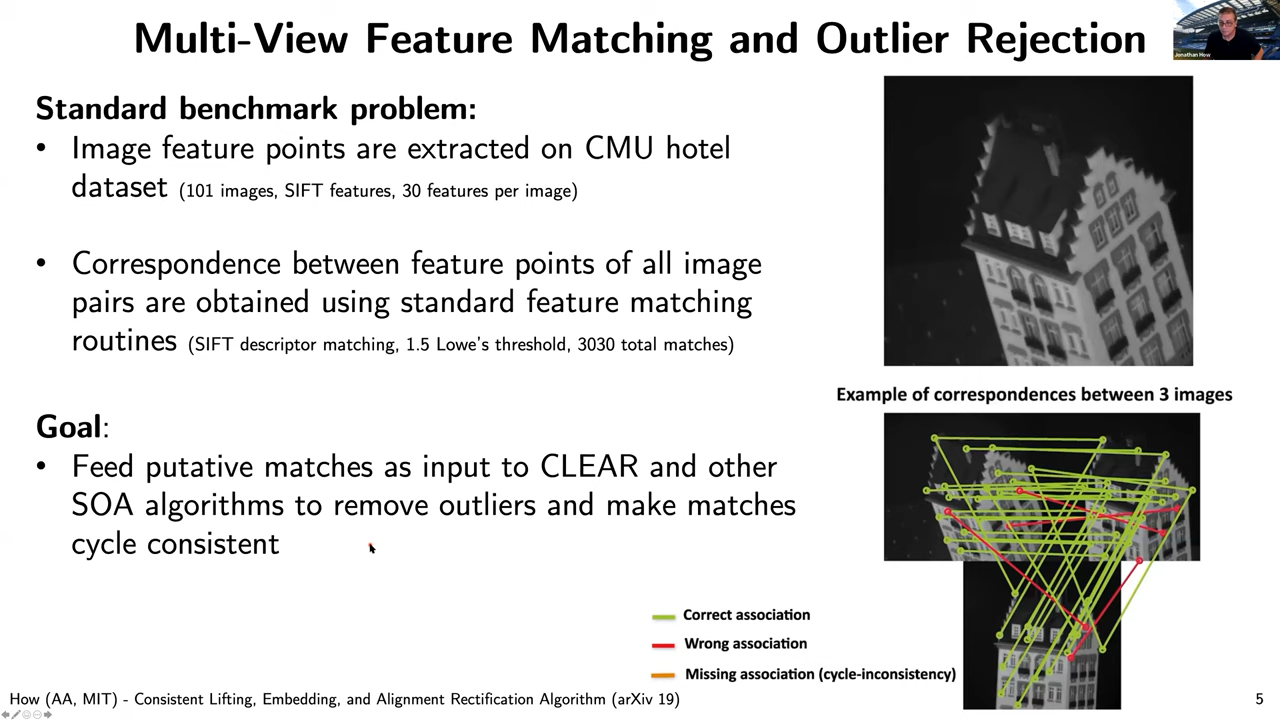 Multi-View Feature Matching and Outlier Rejection
Jonathan How
Standard benchmark problem:
• Image feature points are extracted on CMU hotel
dataset (101 images, SIFT features, 30 features per image)
• Correspondence between feature points of all image
pairs are obtained using standard feature matching
routines (SIFT descriptor matching, 1.5 Lowe's threshold, 3030 total matches)
Goal:
• Feed putative matches as input to CLEAR and other
SOA algorithms to remove outliers and make matches
cycle consistent
Example of correspondences between 3 images
Correct association
Wrong association
Missing association (cycle-inconsistency)
How (AA, MIT) - Consistent Lifting, Embedding, and Alignment Rectification Algorithm (arXiv 19)
5